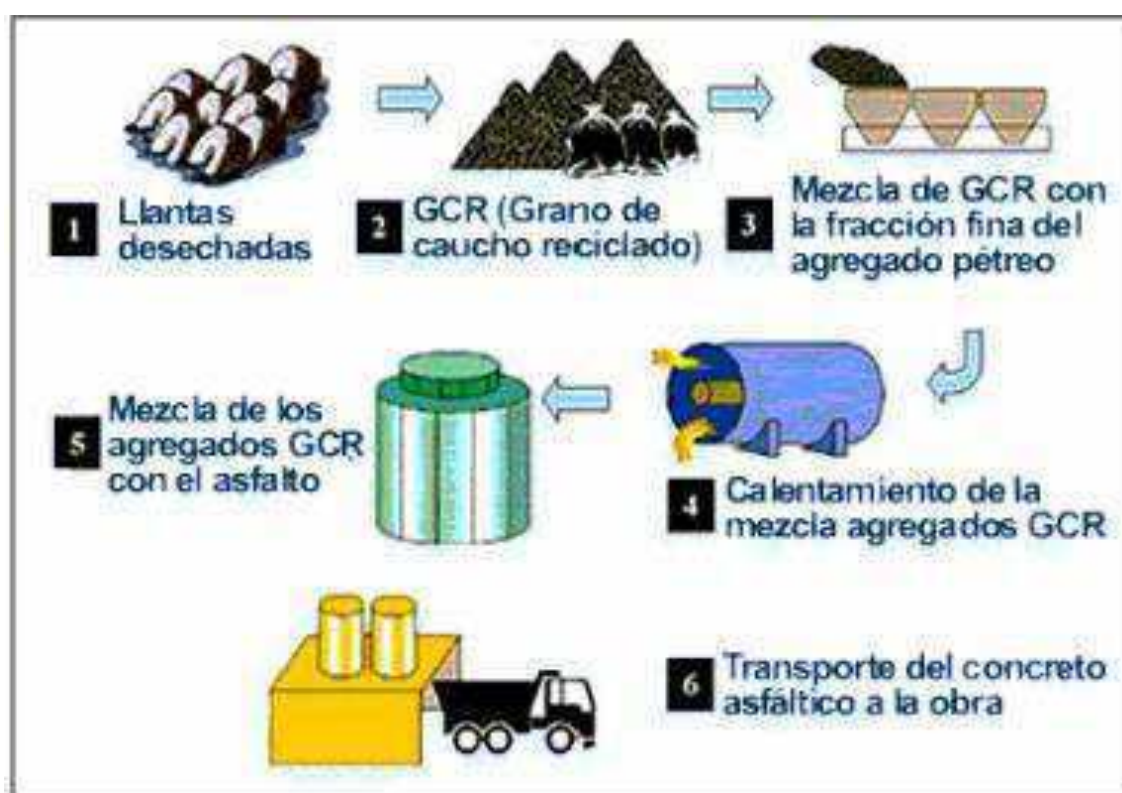 1 Llantas
desechadas
2 GCR (Grano de
caucho reciclado)
3 Mezcla de GCR con
la fracción fina del
agregado pétreo
4 Calentamiento de la
mezcla agregados GCR
5 Mezcla de los
agregados GCR
con el asfalto
6 Transporte del concreto
asfáltico a la obra